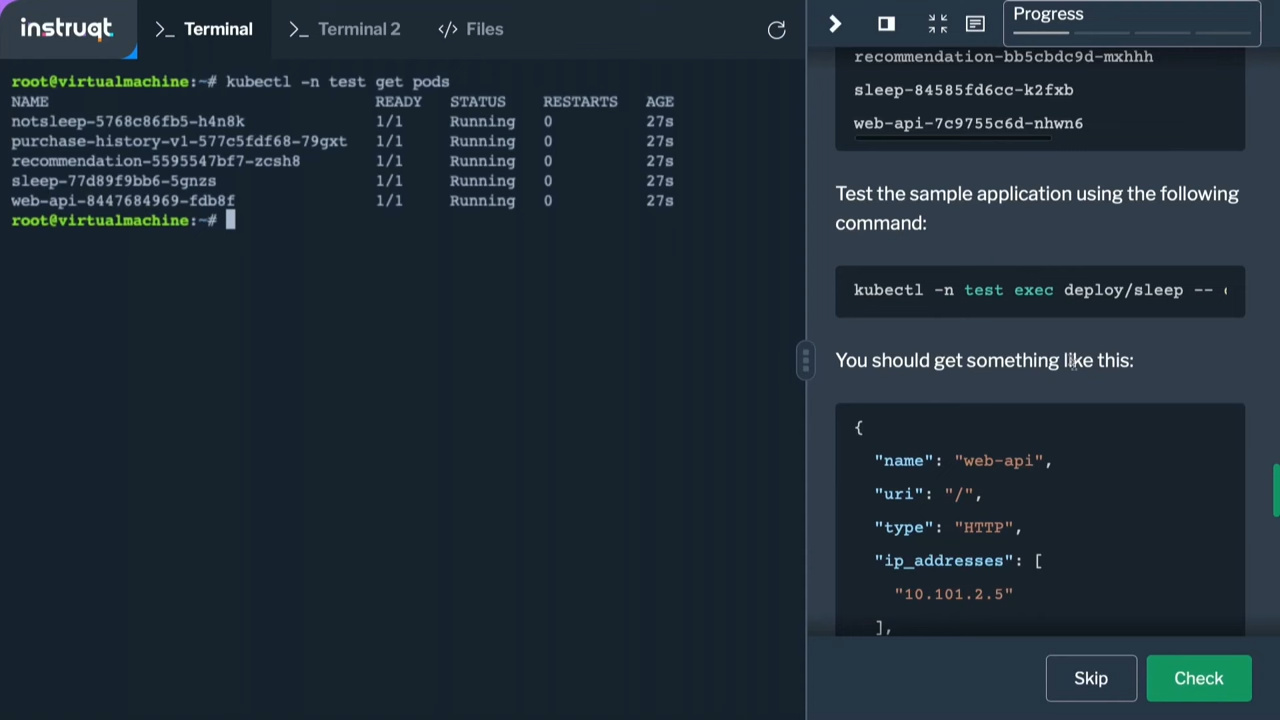 instruqt
>_ Terminal
>_ Terminal 2
</> Files
Progress
root@virtualmachine:~# kubectl -n test get pods
NAME READY STATUS RESTARTS AGE
notsleep-5768c86fb5-h4n8k 1/1 Running 0 27s
purchase-history-v1-577c5fdf68-79gxt 1/1 Running 0 27s
recommendation-5595547bf7-zcsh8 1/1 Running 0 27s
sleep-77d89f9bb6-5gnzs 1/1 Running 0 27s
web-api-8447684969-fdb8f 1/1 Running 0 27s
root@virtualmachine:~#
recommendation-bb5cbdc9d-mxhhh
sleep-84585fd6cc-k2fxb
web-api-7c9755c6d-nhwn6
Test the sample application using the following
command:
kubectl -n test exec deploy/sleep --
You should get something like this:
{
"name": "web-api",
"uri": "/",
"type": "HTTP",
"ip_addresses": [
"10.101.2.5"
],
Skip
Check